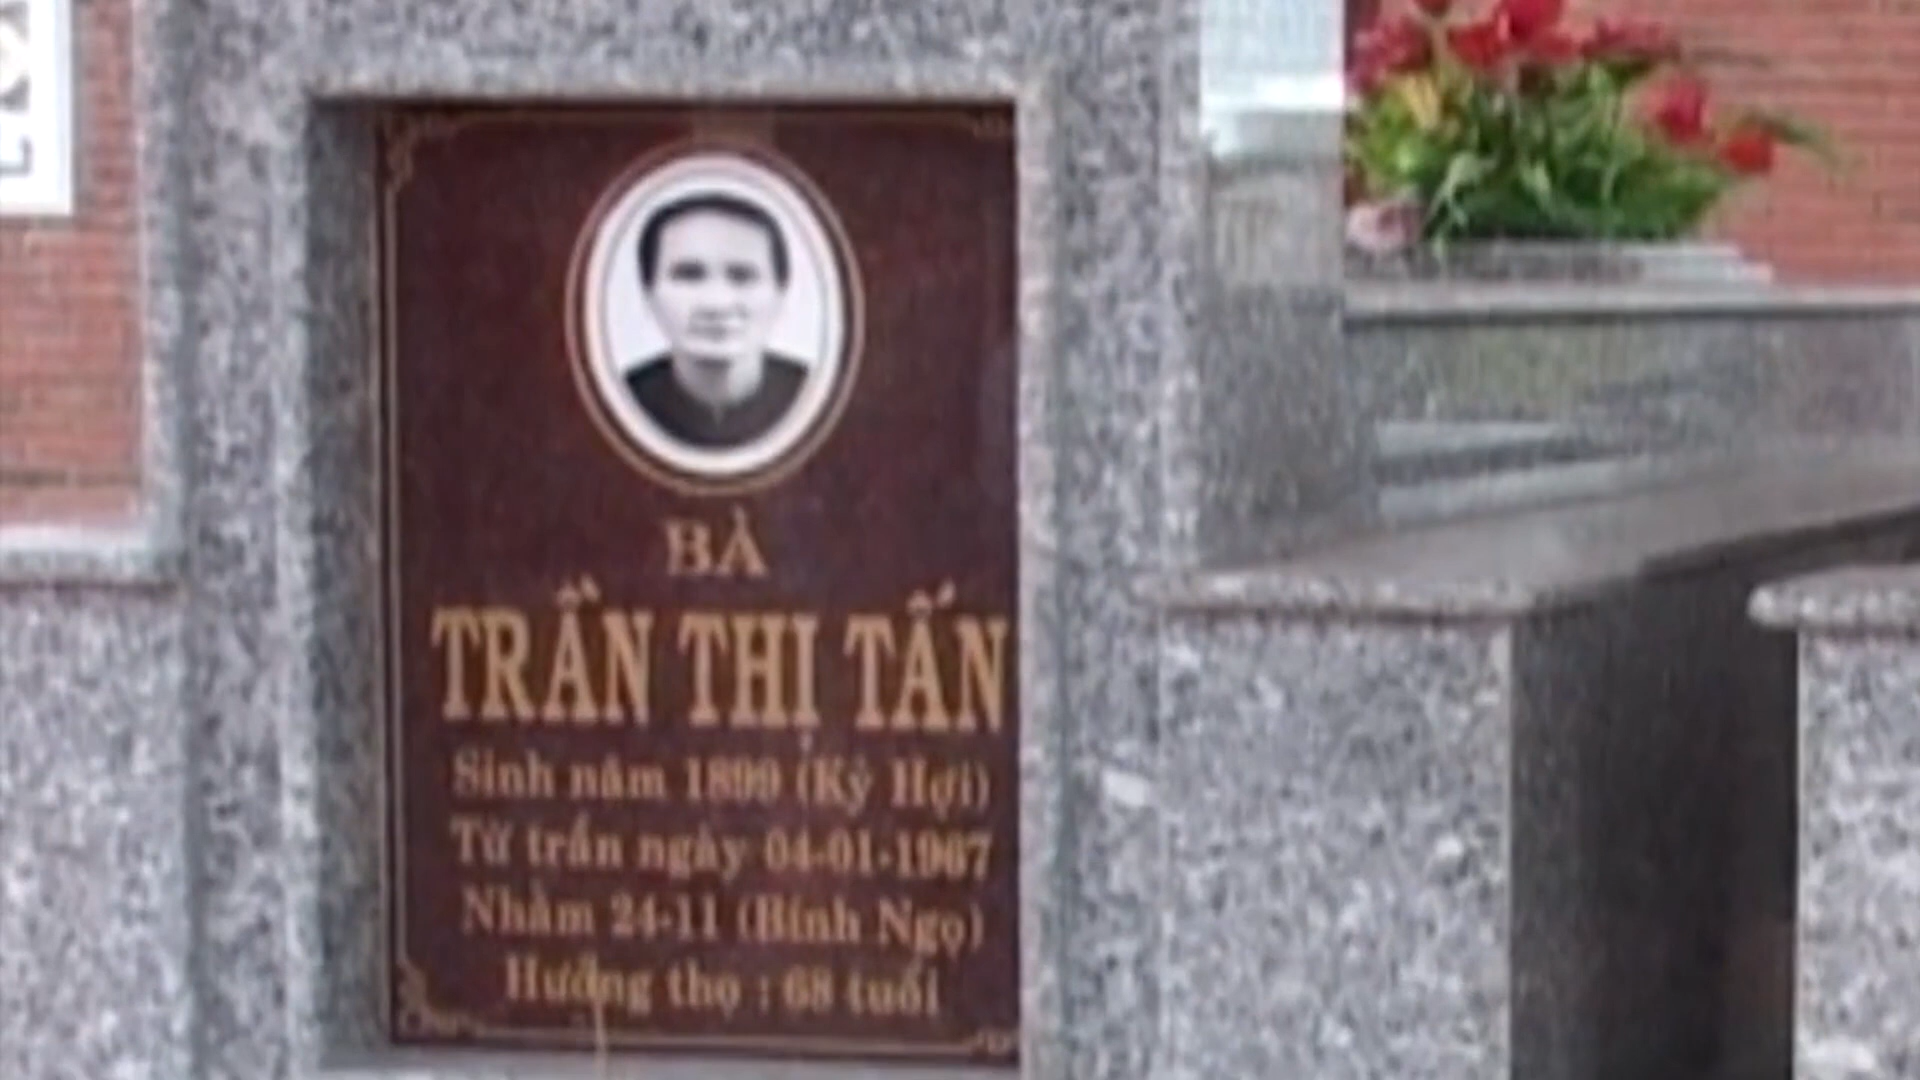 BÀ
TRẦN THỊ TẤN
Sinh năm 1899 (Kỷ Hợi)
Từ trần ngày 04-01-1967
Nhằm 24-11 (Bính Ngọ)
Hưởng thọ : 68 tuổi